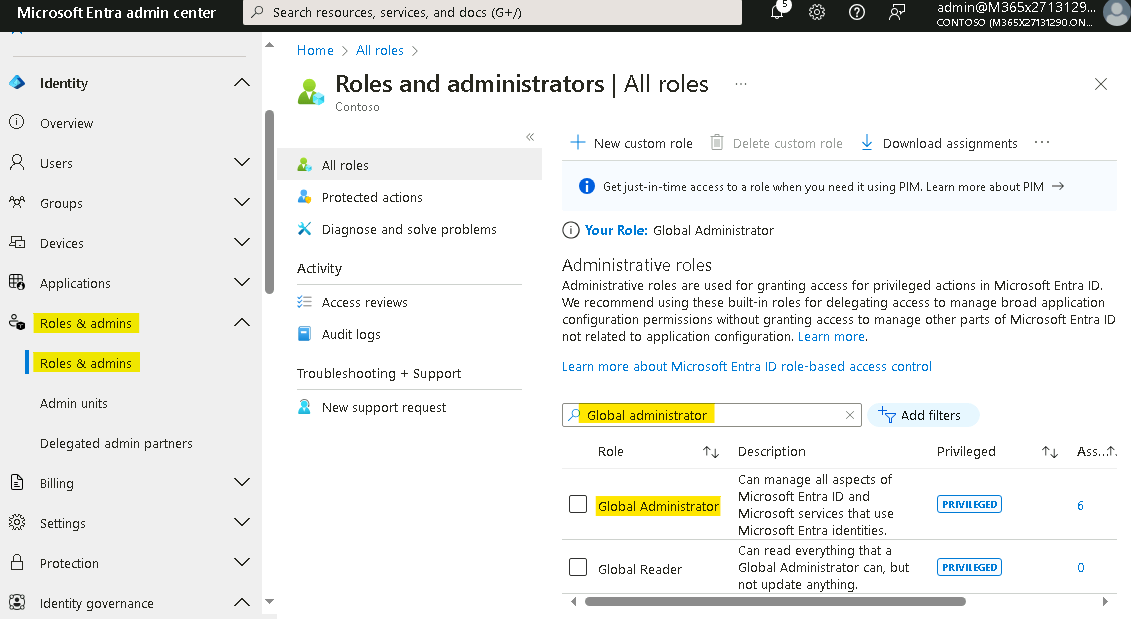 Microsoft Entra admin center
Search resources, services, and docs (G+/)
5
admin@M365x2713129...
CONTOSO (M365X27131290.ON...
Identity
Overview
Users
Groups
Devices
Applications
Roles & admins
Roles & admins
Admin units
Delegated admin partners
Billing
Settings
Protection
Identity governance
Home > All roles >
Roles and administrators | All roles ...
Contoso
All roles
Protected actions
Diagnose and solve problems
Activity
Access reviews
Audit logs
Troubleshooting + Support
New support request
New custom role
Delete custom role
Download assignments
...
Get just-in-time access to a role when you need it using PIM. Learn more about PIM →
Your Role: Global Administrator
Administrative roles
Administrative roles are used for granting access for privileged actions in Microsoft Entra ID.
We recommend using these built-in roles for delegating access to manage broad application
configuration permissions without granting access to manage other parts of Microsoft Entra ID
not related to application configuration. Learn more.
Learn more about Microsoft Entra ID role-based access control
Global administrator
Add filters
Role
Description
Privileged
Ass...
Global Administrator
Can manage all aspects of
Microsoft Entra ID and
Microsoft services that use
Microsoft Entra identities.
PRIVILEGED
6
Global Reader
Can read everything that a
Global Administrator can, but
not update anything.
PRIVILEGED
0